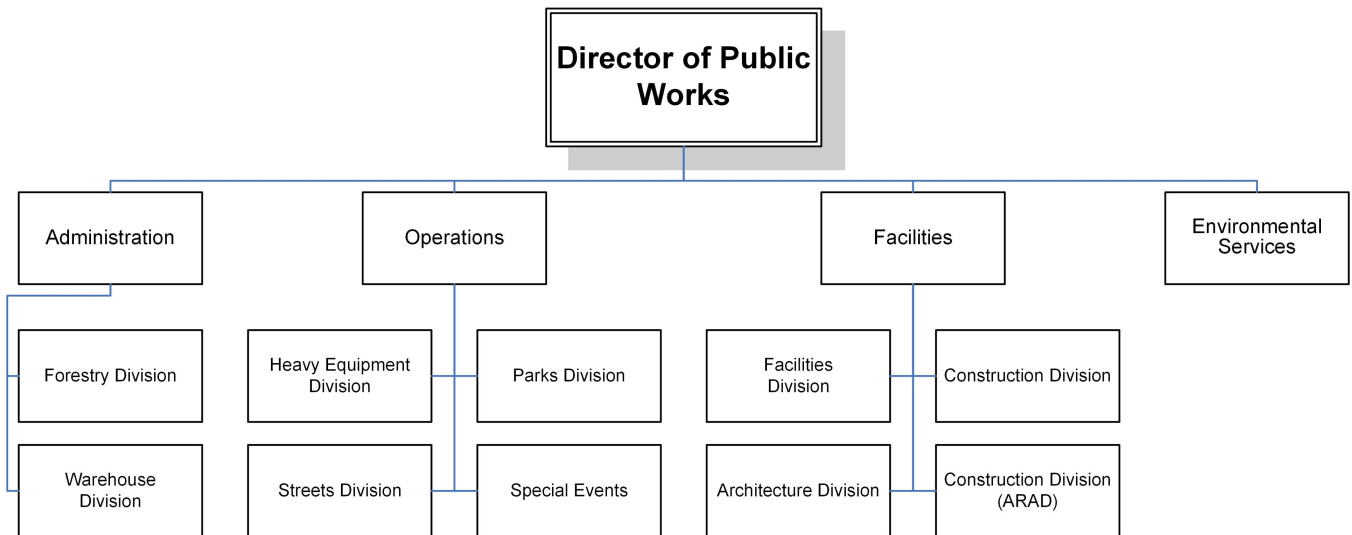 Director of Public
Works
Administration
Operations
Facilities
Environmental
Services
Forestry Division
Heavy Equipment
Division
Parks Division
Facilities
Division
Construction Division
Warehouse
Division
Streets Division
Special Events
Architecture Division
Construction Division
(ARAD)